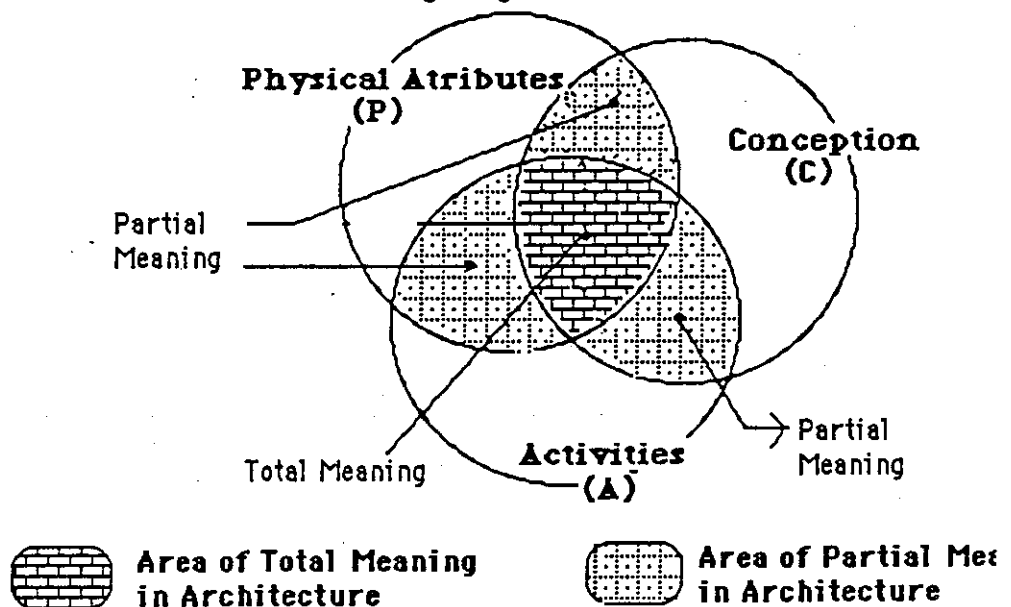 Physical Atributes
(P)
Conception
(C)
Partial
Meaning
Partial
Meaning
Total Meaning
Activities
(A)
Area of Total Meaning
in Architecture
Area of Partial
in Architecture